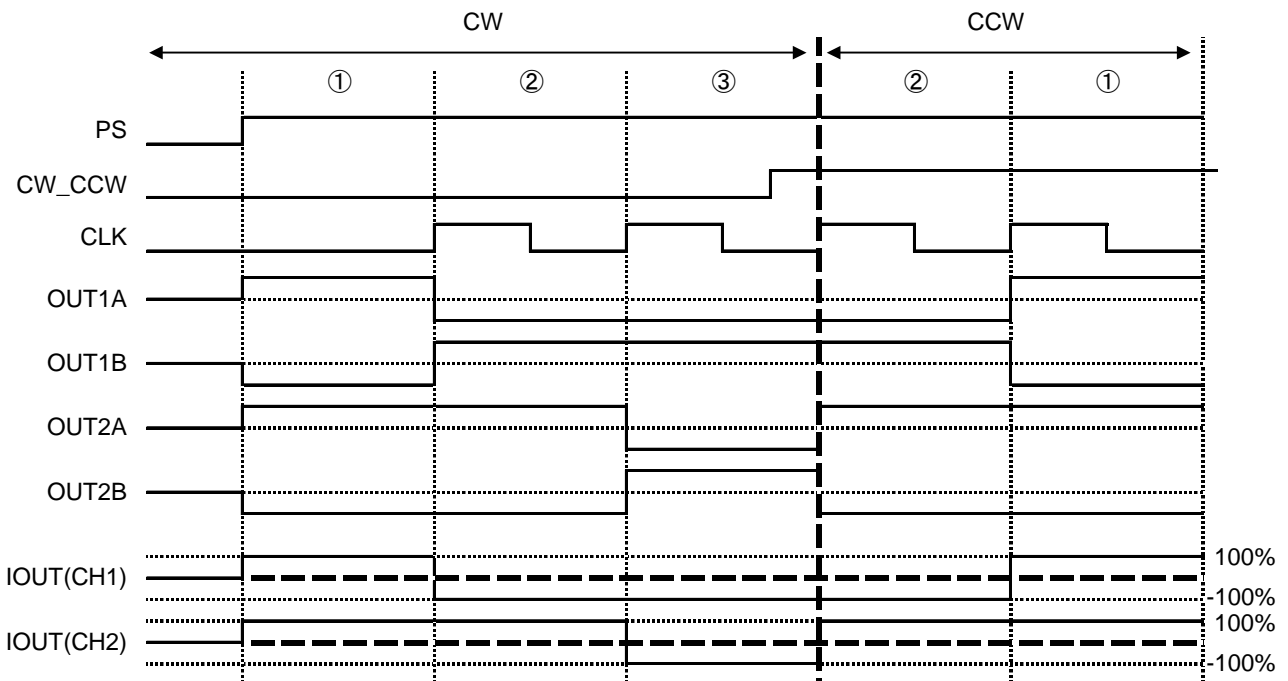 CW CCW
① ② ③ ② ①
PS
CW_CCW
CLK
OUT1A
OUT1B
OUT2A
OUT2B
IOUT(CH1) 100%
-100%
IOUT(CH2) 100%
-100%